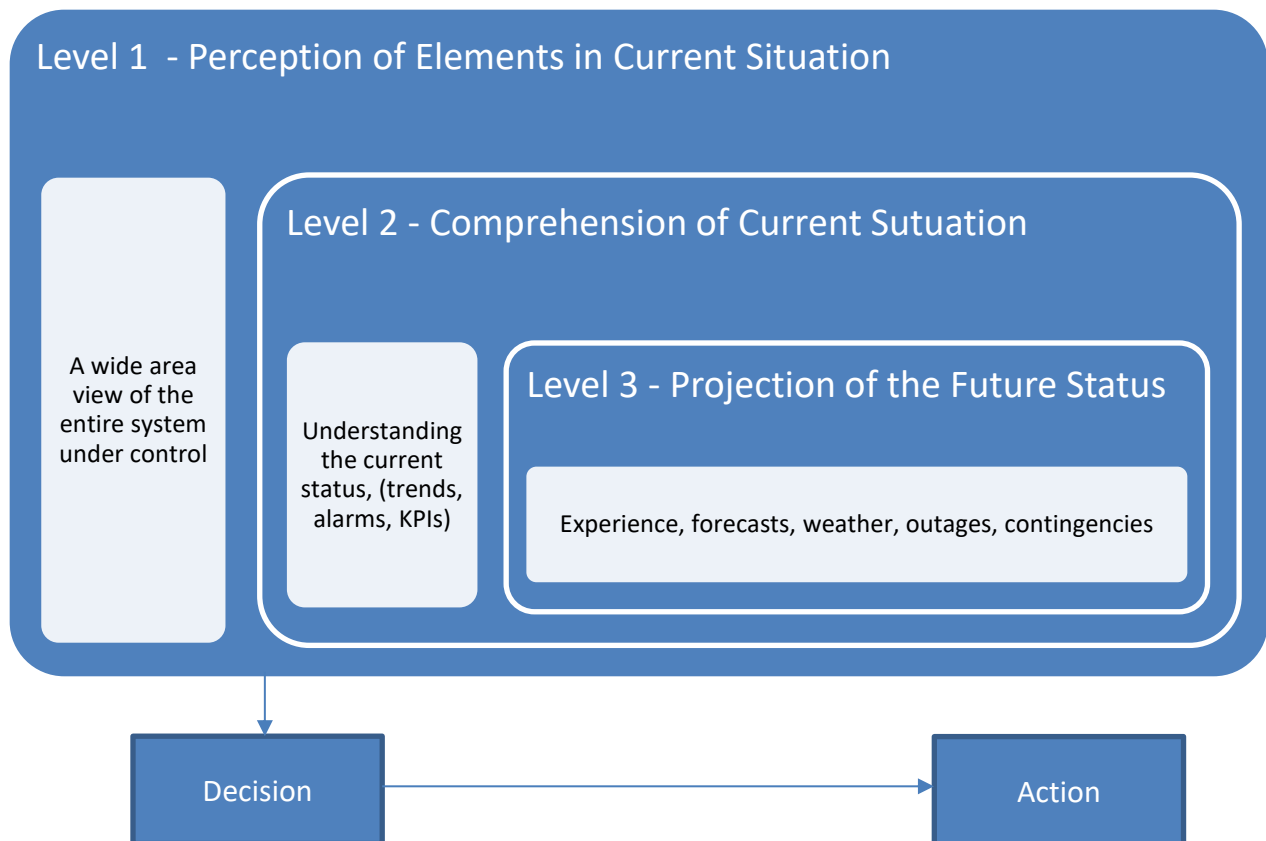 Level 1  - Perception of Elements in Current Situation
Level 2 - Comprehension of Current Sutuation
A wide area
view of the
entire system
under control
Level 3 - Projection of the Future Status
Understanding
the current
status, (trends,
alarms, KPIs)
Experience, forecasts, weather, outages, contingencies
Decision
Action